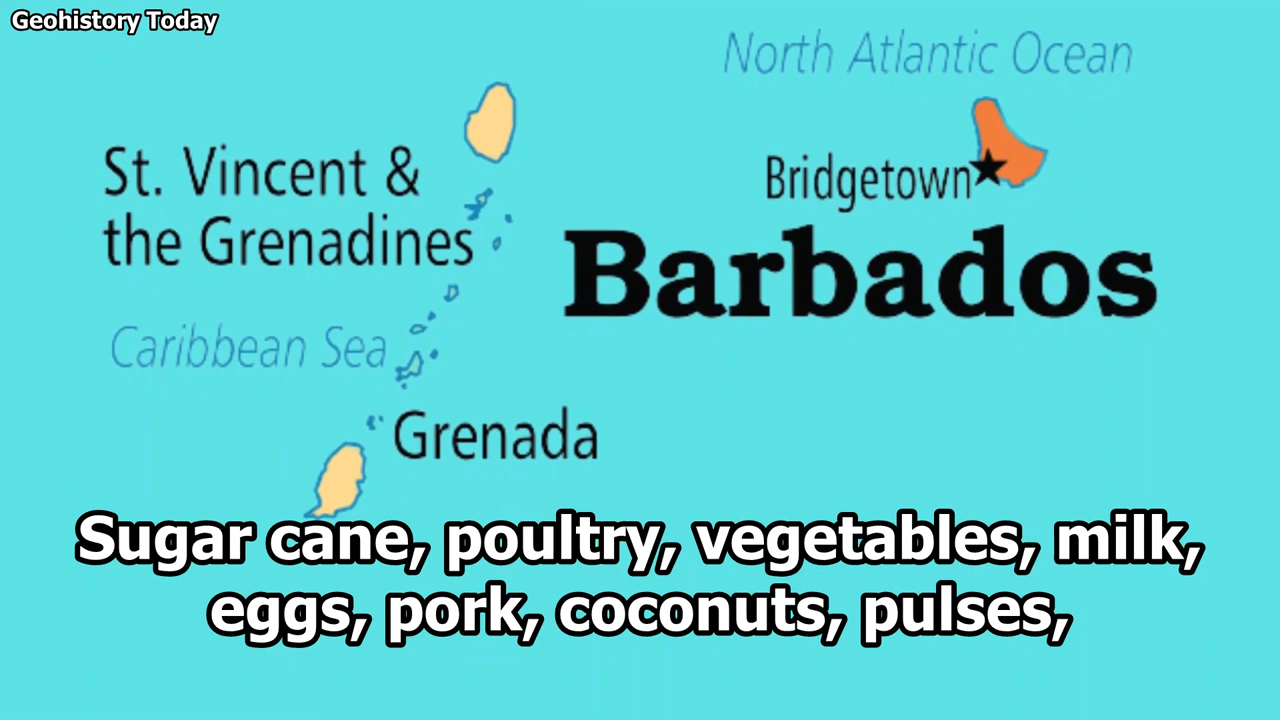 Geohistory Today
North Atlantic Ocean
St. Vincent &
the Grenadines
Bridgetown
Barbados
Caribbean Sea
Grenada
Sugar cane, poultry, vegetables, milk,
eggs, pork, coconuts, pulses,